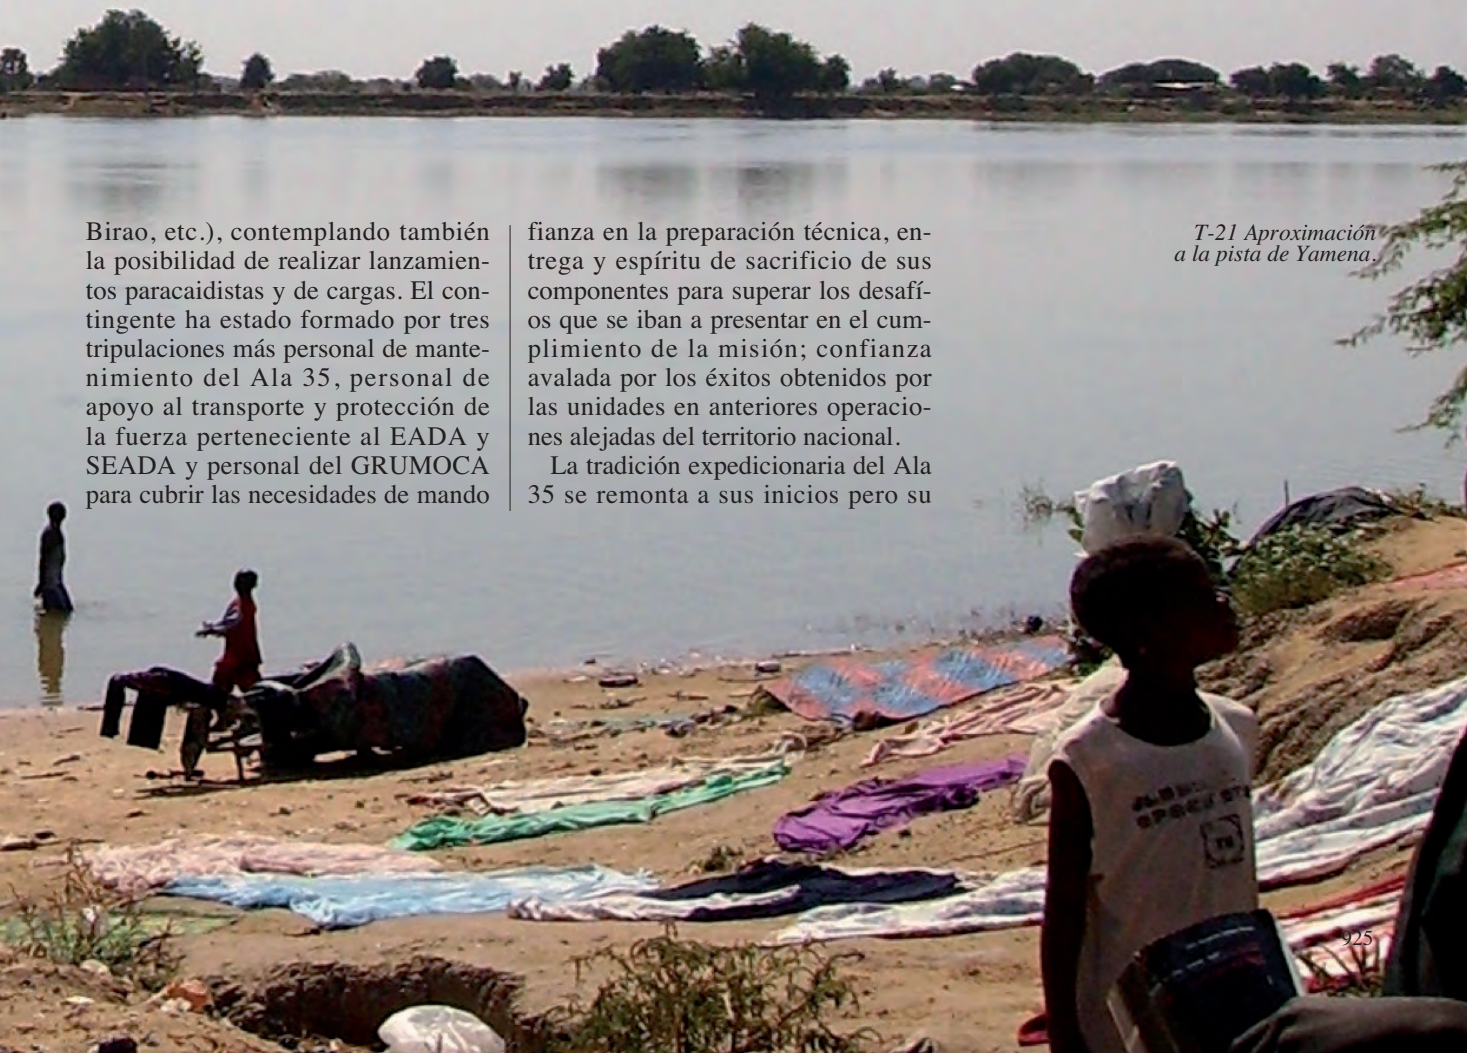 Birao, etc.), contemplando también
la posibilidad de realizar lanzamien-
tos paracaidistas y de cargas. El con-
tingente ha estado formado por tres
tripulaciones más personal de mante-
nimiento del Ala 35, personal de
apoyo al transporte y protección de
la fuerza perteneciente al EADA y
SEADA y personal del GRUMOCA
para cubrir las necesidades de mando
fianza en la preparación técnica, en-
trega y espíritu de sacrificio de sus
componentes para superar los desafí-
os que se iban a presentar en el cum-
plimiento de la misión; confianza
avalada por los éxitos obtenidos por
las unidades en anteriores operacio-
nes alejadas del territorio nacional.
La tradición expedicionaria del Ala
35 se remonta a sus inicios pero su
T-21 Aproximación
a la pista de Yamena.
925